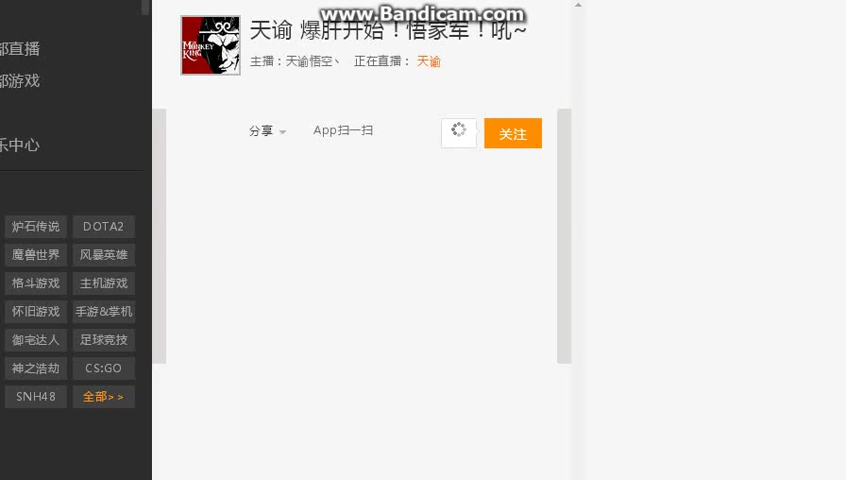 www.Bandicam.com
天谕 爆肝开始！悟家军！吼~
MONKEY
KING
主播：天谕悟空、 正在直播： 天谕
部直播
部游戏
分享 App扫一扫
关注
乐中心
炉石传说 DOTA2
魔兽世界 风暴英雄
格斗游戏 主机游戏
怀旧游戏 手游&掌机
御宅达人 足球竞技
神之浩劫 CS:GO
SNH48 全部>>